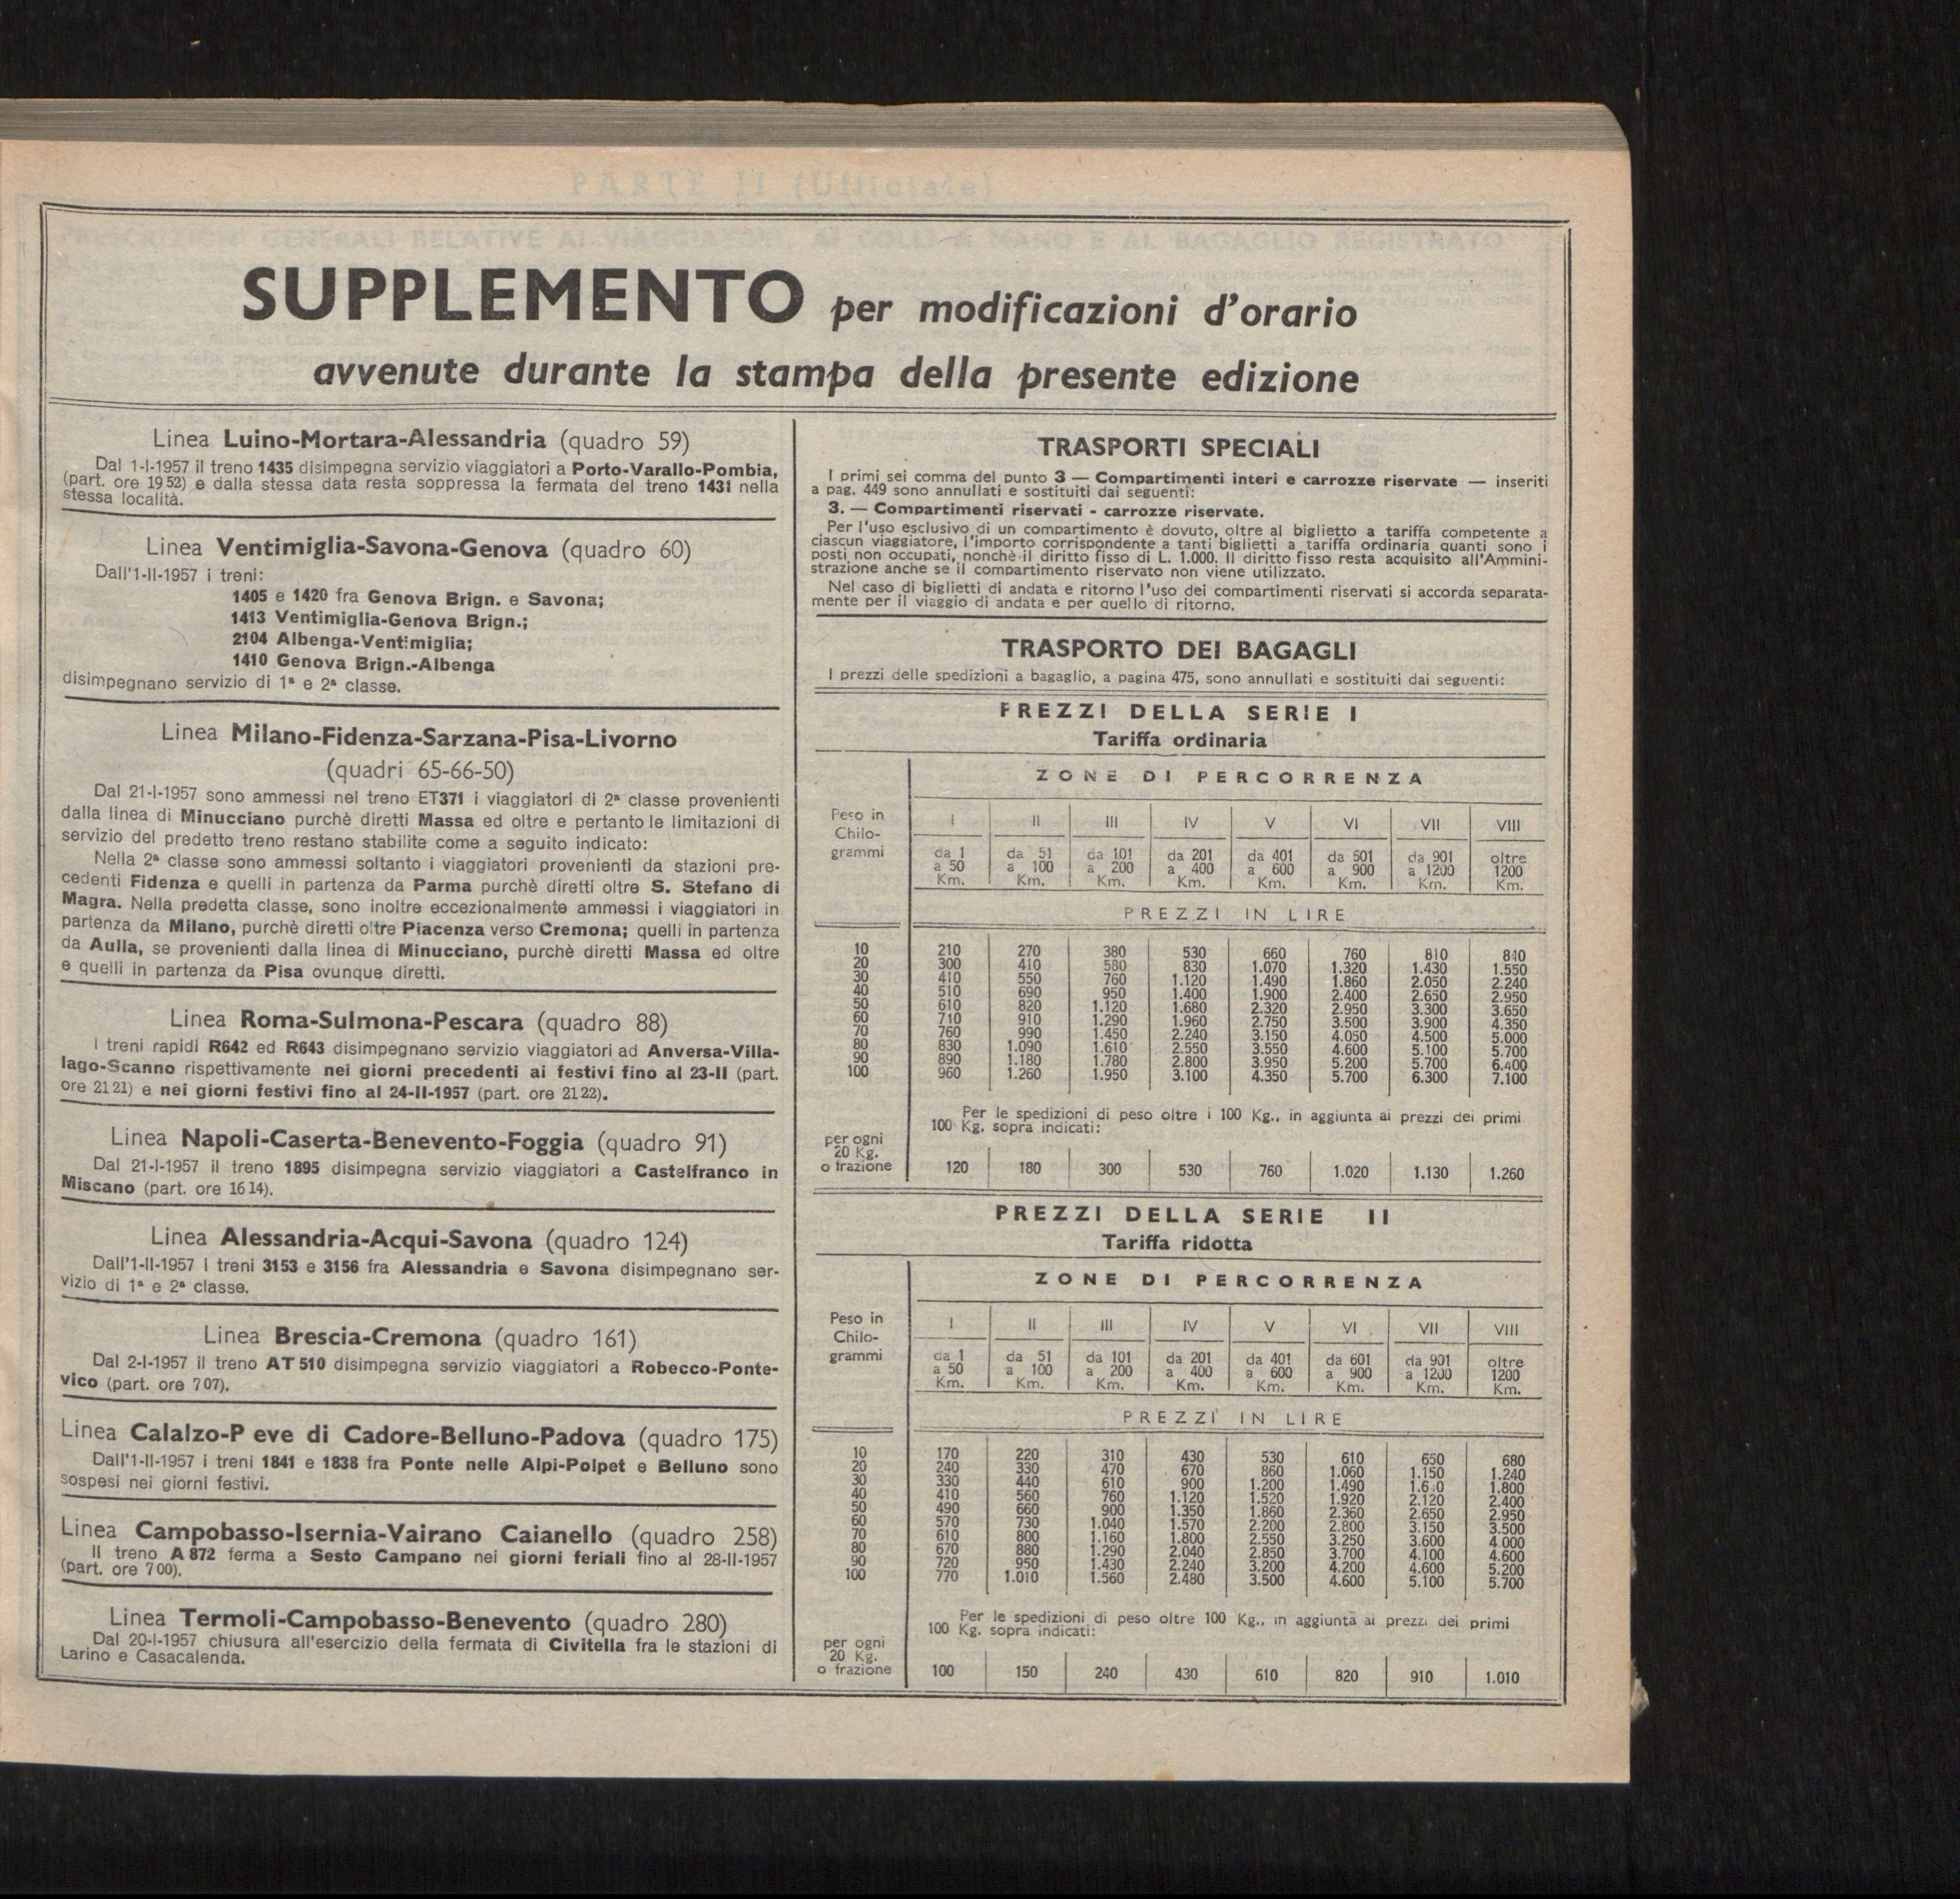 SUPPLEMENTO per modificazioni d'orario
avvenute durante la stampa della presente edizione
Linea Luino-Mortara-Alessandria (quadro 59)
Dal 1-I-1957 il treno 1435 disimpegna servizio viaggiatori a Porto-Varallo-Pombia,
(part. ore 19 52) e dalla stessa data resta soppressa la fermata del treno 1431 nella
stessa località.
Linea Ventimiglia-Savona-Genova (quadro 60)
Dall'1-II-1957 i treni:
1405 e 1420 fra Genova Brign. e Savona;
1413 Ventimiglia-Genova Brign.;
2104 Albenga-Ventimiglia;
1410 Genova Brign.-Albenga
disimpegnano servizio di 1ª e 2ª classe.
Linea Milano-Fidenza-Sarzana-Pisa-Livorno
(quadri 65-66-50)
Dal 21-I-1957 sono ammessi nel treno ET371 i viaggiatori di 2ª classe provenienti
dalla linea di Minucciano purchè diretti Massa ed oltre e pertanto le limitazioni di
servizio del predetto treno restano stabilite come a seguito indicato:
Nella 2ª classe sono ammessi soltanto i viaggiatori provenienti da stazioni pre-
cedenti Fidenza e quelli in partenza da Parma purchè diretti oltre S. Stefano di
Magra. Nella predetta classe, sono inoltre eccezionalmente ammessi i viaggiatori in
partenza da Milano, purchè diretti oltre Piacenza verso Cremona; quelli in partenza
da Aulla, se provenienti dalla linea di Minucciano, purchè diretti Massa ed oltre
e quelli in partenza da Pisa ovunque diretti.
Linea Roma-Sulmona-Pescara (quadro 88)
I treni rapidi R642 ed R643 disimpegnano servizio viaggiatori ad Anversa-Villa-
lago-Scanno rispettivamente nei giorni precedenti ai festivi fino al 23-II (part.
ore 21 21) e nei giorni festivi fino al 24-II-1957 (part. ore 21 22).
Linea Napoli-Caserta-Benevento-Foggia (quadro 91)
Dal 21-I-1957 il treno 1895 disimpegna servizio viaggiatori a Castelfranco in
Miscano (part. ore 16 14).
Linea Alessandria-Acqui-Savona (quadro 124)
Dall'1-II-1957 i treni 3153 e 3156 fra Alessandria e Savona disimpegnano ser-
vizio di 1ª e 2ª classe.
Linea Brescia-Cremona (quadro 161)
Dal 2-I-1957 il treno AT 510 disimpegna servizio viaggiatori a Robecco-Ponte-
vico (part. ore 7 07).
Linea Calalzo-P eve di Cadore-Belluno-Padova (quadro 175)
Dall'1-II-1957 i treni 1841 e 1838 fra Ponte nelle Alpi-Polpet e Belluno sono
sospesi nei giorni festivi.
Linea Campobasso-Isernia-Vairano Caianello (quadro 258)
Il treno A 872 ferma a Sesto Campano nei giorni feriali fino al 28-II-1957
(part. ore 7 00).
Linea Termoli-Campobasso-Benevento (quadro 280)
Dal 20-I-1957 chiusura all'esercizio della fermata di Civitella fra le stazioni di
Larino e Casacalenda.
TRASPORTI SPECIALI
I primi sei comma del punto 3 — Compartimenti interi e carrozze riservate — inseriti
a pag. 449 sono annullati e sostituiti dai seguenti:
3. — Compartimenti riservati - carrozze riservate.
Per l'uso esclusivo di un compartimento è dovuto, oltre al biglietto a tariffa competente a
ciascun viaggiatore, l'importo corrispondente a tanti biglietti a tariffa ordinaria quanti sono i
posti non occupati, nonchè il diritto fisso di L. 1.000. Il diritto fisso resta acquisito all'Ammini-
strazione anche se il compartimento riservato non viene utilizzato.
Nel caso di biglietti di andata e ritorno l'uso dei compartimenti riservati si accorda separata-
mente per il viaggio di andata e per quello di ritorno.
TRASPORTO DEI BAGAGLI
I prezzi delle spedizioni a bagaglio, a pagina 475, sono annullati e sostituiti dai seguenti:
PREZZI DELLA SERIE I
Tariffa ordinaria
ZONE DI PERCORRENZA
Peso in
Chilo-
grammi
I II III IV V VI VII VIII
da 1 da 51 da 101 da 201 da 401 da 501 da 901 oltre
a 50 a 100 a 200 a 400 a 600 a 900 a 1200 1200
Km. Km. Km. Km. Km. Km. Km. Km.
PREZZI IN LIRE
10 210 270 380 530 660 760 810 840
20 300 410 580 830 1.070 1.320 1.430 1.550
30 410 550 760 1.120 1.490 1.860 2.050 2.240
40 510 690 950 1.400 1.900 2.400 2.650 2.950
50 610 820 1.120 1.680 2.320 2.950 3.300 3.650
60 710 910 1.290 1.960 2.750 3.500 3.900 4.350
70 760 990 1.450 2.240 3.150 4.050 4.500 5.000
80 830 1.090 1.610 2.550 3.550 4.600 5.100 5.700
90 890 1.180 1.780 2.800 3.950 5.200 5.700 6.400
100 960 1.260 1.950 3.100 4.350 5.700 6.300 7.100
Per le spedizioni di peso oltre i 100 Kg., in aggiunta ai prezzi dei primi
100 Kg. sopra indicati:
per ogni
20 Kg.
o frazione 120 180 300 530 760 1.020 1.130 1.260
PREZZI DELLA SERIE II
Tariffa ridotta
ZONE DI PERCORRENZA
Peso in
Chilo-
grammi
I II III IV V VI VII VIII
da 1 da 51 da 101 da 201 da 401 da 601 da 901 oltre
a 50 a 100 a 200 a 400 a 600 a 900 a 1200 1200
Km. Km. Km. Km. Km. Km. Km. Km.
PREZZI IN LIRE
10 170 220 310 430 530 610 650 680
20 240 330 470 670 860 1.060 1.150 1.240
30 330 440 610 900 1.200 1.490 1.800
40 410 560 760 1.120 1.520 1.920 2.120 2.400
50 490 660 900 1.350 1.860 2.360 2.650 2.950
60 570 730 1.040 1.570 2.200 2.800 3.150 3.500
70 610 800 1.160 1.800 2.550 3.250 3.600 4.000
80 670 880 1.290 2.040 2.850 3.700 4.100 4.600
90 720 950 1.430 2.240 3.200 4.200 4.600 5.200
100 770 1.010 1.560 2.480 3.500 4.600 5.100 5.700
Per le spedizioni di peso oltre 100 Kg., in aggiunta ai prezzi dei primi
100 Kg. sopra indicati:
per ogni
20 Kg.
o frazione 100 150 240 430 610 820 910 1.010